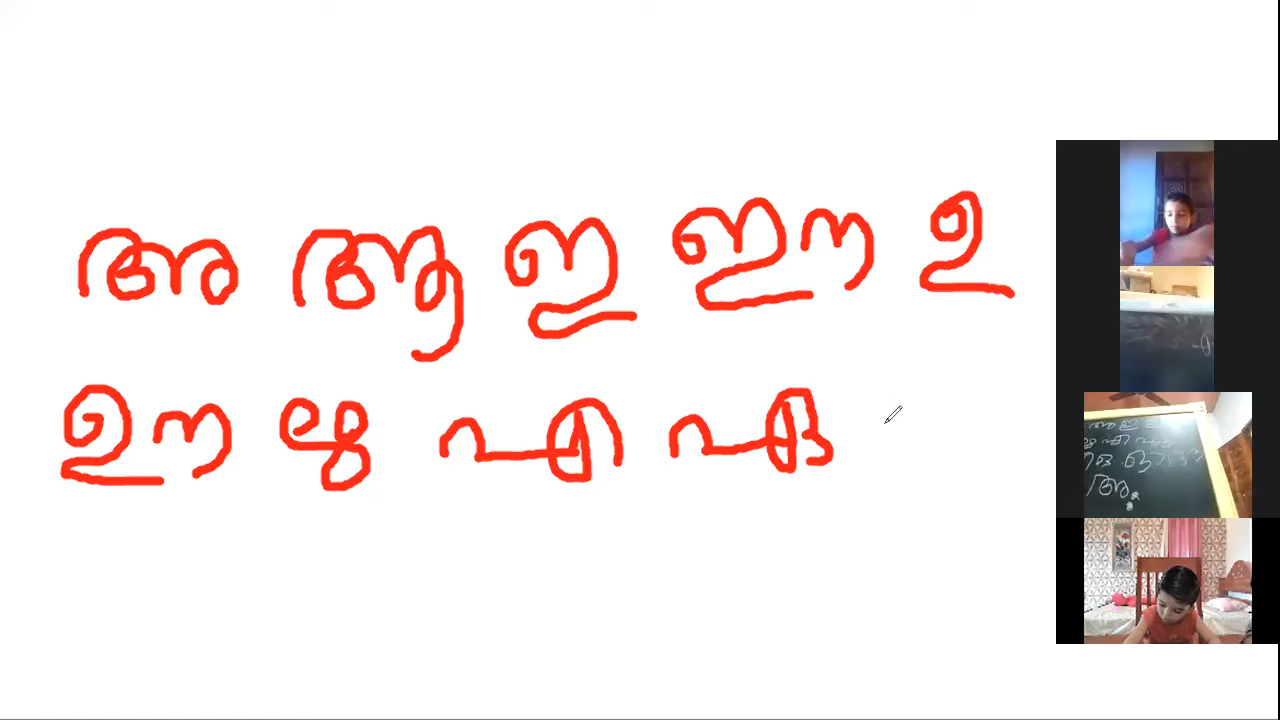 അ ആ ഇ ഈ ഉ
ഊ ഋ എ ഏ